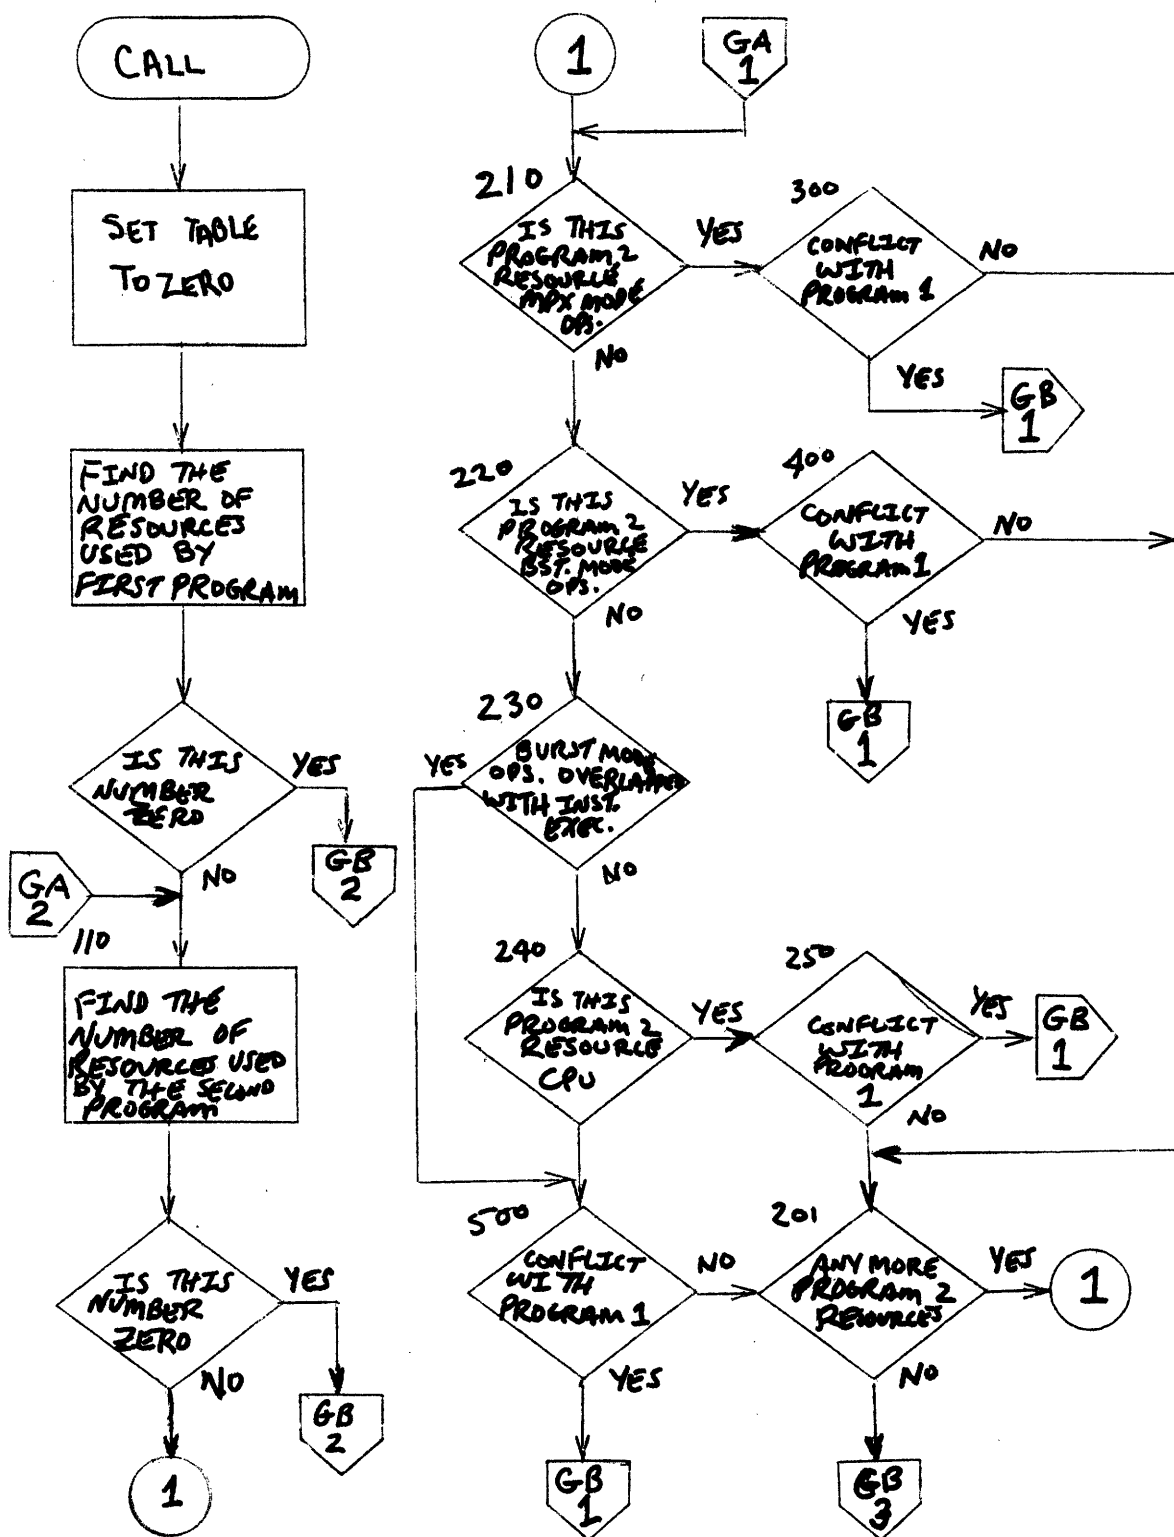 CALL
SET TABLE
TO ZERO
FIND THE
NUMBER OF
RESOURCES
USED BY
FIRST PROGRAM
IS THIS
NUMBER
ZERO
YES
GB
2
NO
GA
2
110
FIND THE
NUMBER OF
RESOURCES USED
BY THE SECOND
PROGRAM
IS THIS
NUMBER
ZERO
YES
GB
2
NO
1
1
GA
1
210
IS THIS
PROGRAM 2
RESOURCE
MPX MODE
OPS.
YES
NO
300
CONFLICT
WITH
PROGRAM 1
NO
YES
GB
1
220
IS THIS
PROGRAM 2
RESOURCE
BST. MODE
OPS.
YES
NO
400
CONFLICT
WITH
PROGRAM 1
NO
YES
GB
1
230
BURST MODE
OPS. OVERLAPPED
WITH INST.
EXEC.
YES
NO
240
IS THIS
PROGRAM 2
RESOURCE
CPU
YES
250
CONFLICT
WITH
PROGRAM
1
YES
GB
1
NO
500
CONFLICT
WITH
PROGRAM 1
NO
YES
GB
1
201
ANY MORE
PROGRAM 2
RESOURCES
YES
1
NO
GB
3